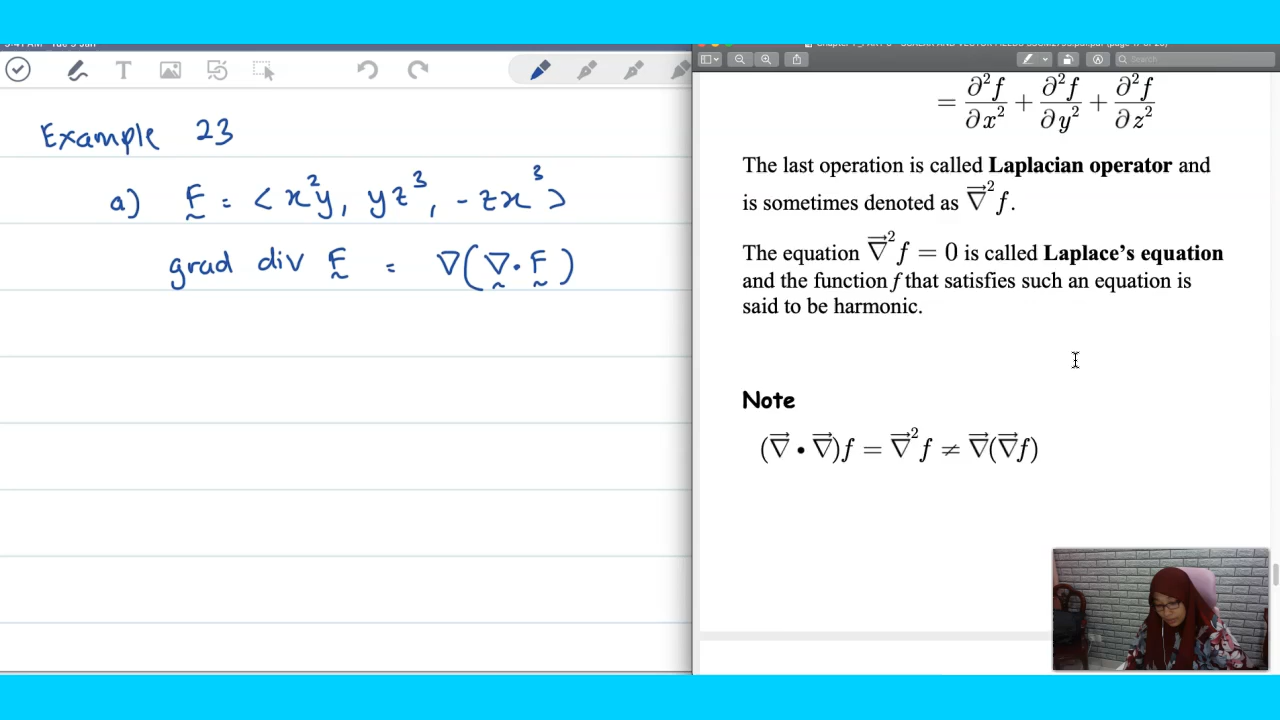 Example 23
a) F = < x²y, yz³, -zx³ >
grad div F = ∇(∇·F)
Search
= ∂²f/∂x² + ∂²f/∂y² + ∂²f/∂z²
The last operation is called Laplacian operator and
is sometimes denoted as ∇⃗²f.
The equation ∇⃗²f = 0 is called Laplace’s equation
and the function f that satisfies such an equation is
said to be harmonic.
Note
(∇⃗ • ∇⃗)f = ∇⃗²f ≠ ∇⃗(∇⃗f)